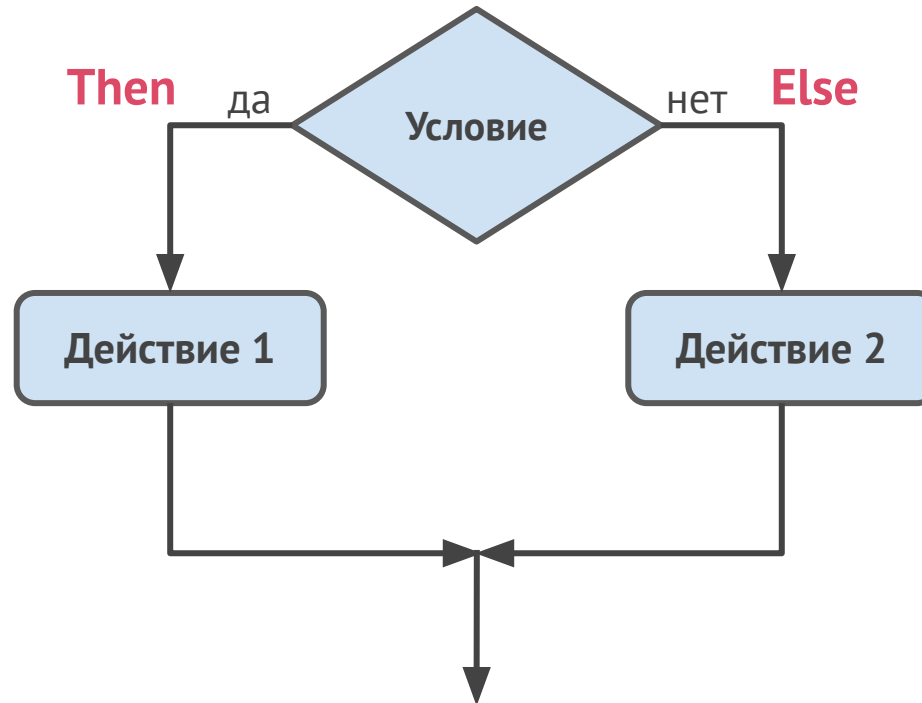 Then
да
Условие
нет
Else
Действие 1
Действие 2